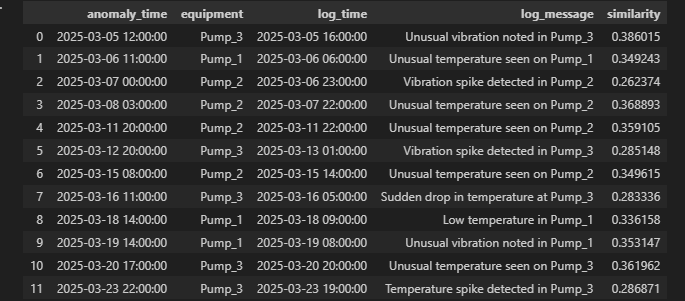 anomaly_time equipment log_time log_message similarity
0 2025-03-05 12:00:00 Pump_3 2025-03-05 16:00:00 Unusual vibration noted in Pump_3 0.386015
1 2025-03-06 11:00:00 Pump_1 2025-03-06 06:00:00 Unusual temperature seen on Pump_1 0.349243
2 2025-03-07 00:00:00 Pump_2 2025-03-06 23:00:00 Vibration spike detected in Pump_2 0.262374
3 2025-03-08 03:00:00 Pump_2 2025-03-07 22:00:00 Unusual temperature seen on Pump_2 0.368893
4 2025-03-11 20:00:00 Pump_2 2025-03-11 22:00:00 Unusual temperature seen on Pump_2 0.359105
5 2025-03-12 20:00:00 Pump_3 2025-03-13 01:00:00 Vibration spike detected in Pump_3 0.285148
6 2025-03-15 08:00:00 Pump_2 2025-03-15 14:00:00 Unusual temperature seen on Pump_2 0.349615
7 2025-03-16 11:00:00 Pump_3 2025-03-16 05:00:00 Sudden drop in temperature at Pump_3 0.283336
8 2025-03-18 14:00:00 Pump_1 2025-03-18 09:00:00 Low temperature in Pump_1 0.336158
9 2025-03-19 14:00:00 Pump_1 2025-03-19 08:00:00 Unusual vibration noted in Pump_1 0.353147
10 2025-03-20 17:00:00 Pump_3 2025-03-20 20:00:00 Unusual temperature seen on Pump_3 0.361962
11 2025-03-23 22:00:00 Pump_3 2025-03-23 19:00:00 Temperature spike detected in Pump_3 0.286871